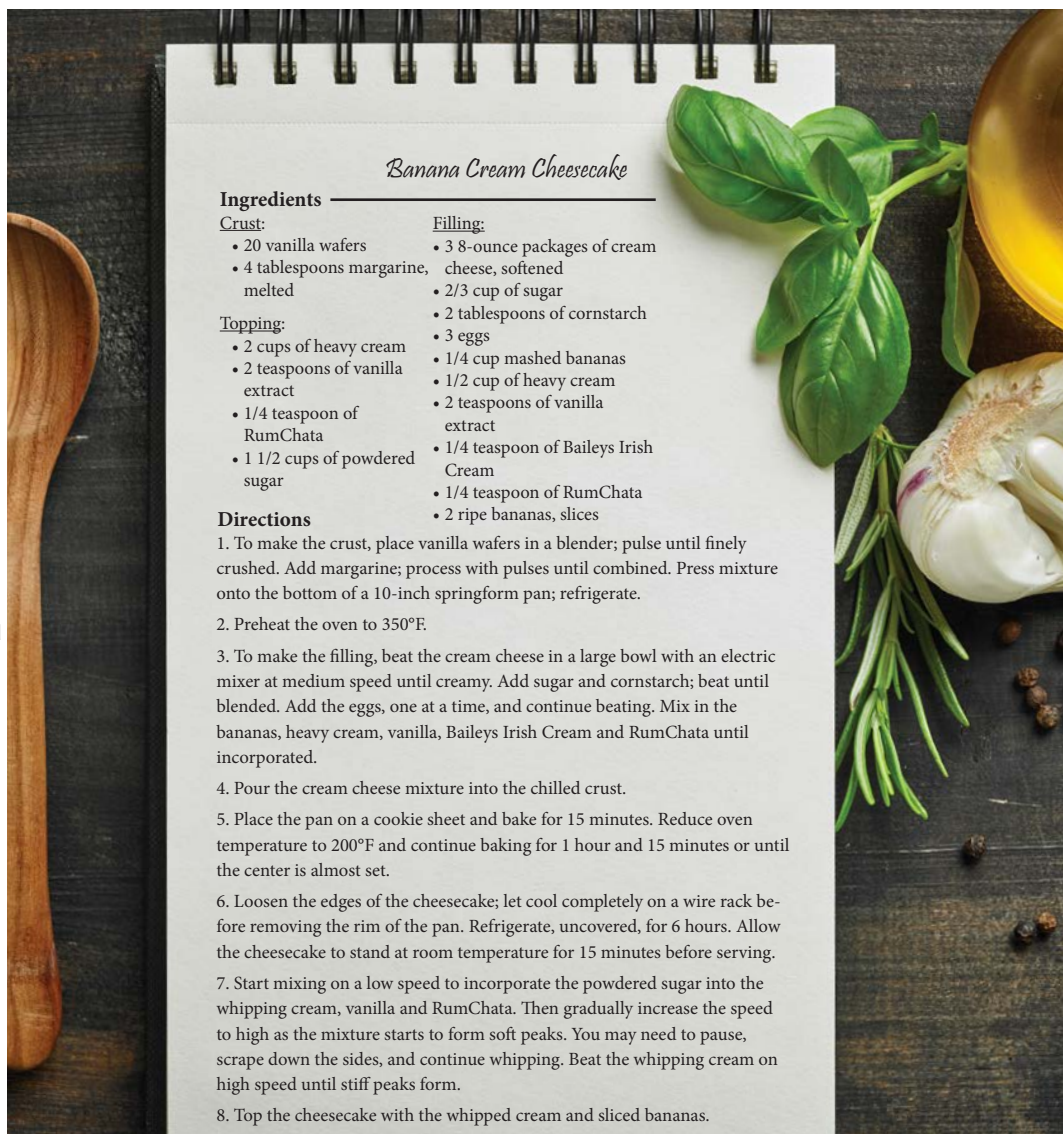 Banana Cream Cheesecake
Ingredients
Crust:
• 20 vanilla wafers
• 4 tablespoons margarine,
melted
Topping:
• 2 cups of heavy cream
• 2 teaspoons of vanilla
extract
• 1/4 teaspoon of
RumChata
• 1 1/2 cups of powdered
sugar
Filling:
• 3 8-ounce packages of cream
cheese, softened
• 2/3 cup of sugar
• 2 tablespoons of cornstarch
• 3 eggs
• 1/4 cup mashed bananas
• 1/2 cup of heavy cream
• 2 teaspoons of vanilla
extract
• 1/4 teaspoon of Baileys Irish
Cream
• 1/4 teaspoon of RumChata
• 2 ripe bananas, slices
Directions
1. To make the crust, place vanilla wafers in a blender; pulse until finely
crushed. Add margarine; process with pulses until combined. Press mixture
onto the bottom of a 10-inch springform pan; refrigerate.
2. Preheat the oven to 350°F.
3. To make the filling, beat the cream cheese in a large bowl with an electric
mixer at medium speed until creamy. Add sugar and cornstarch; beat until
blended. Add the eggs, one at a time, and continue beating. Mix in the
bananas, heavy cream, vanilla, Baileys Irish Cream and RumChata until
incorporated.
4. Pour the cream cheese mixture into the chilled crust.
5. Place the pan on a cookie sheet and bake for 15 minutes. Reduce oven
temperature to 200°F and continue baking for 1 hour and 15 minutes or until
the center is almost set.
6. Loosen the edges of the cheesecake; let cool completely on a wire rack be-
fore removing the rim of the pan. Refrigerate, uncovered, for 6 hours. Allow
the cheesecake to stand at room temperature for 15 minutes before serving.
7. Start mixing on a low speed to incorporate the powdered sugar into the
whipping cream, vanilla and RumChata. Then gradually increase the speed
to high as the mixture starts to form soft peaks. You may need to pause,
scrape down the sides, and continue whipping. Beat the whipping cream on
high speed until stiff peaks form.
8. Top the cheesecake with the whipped cream and sliced bananas.